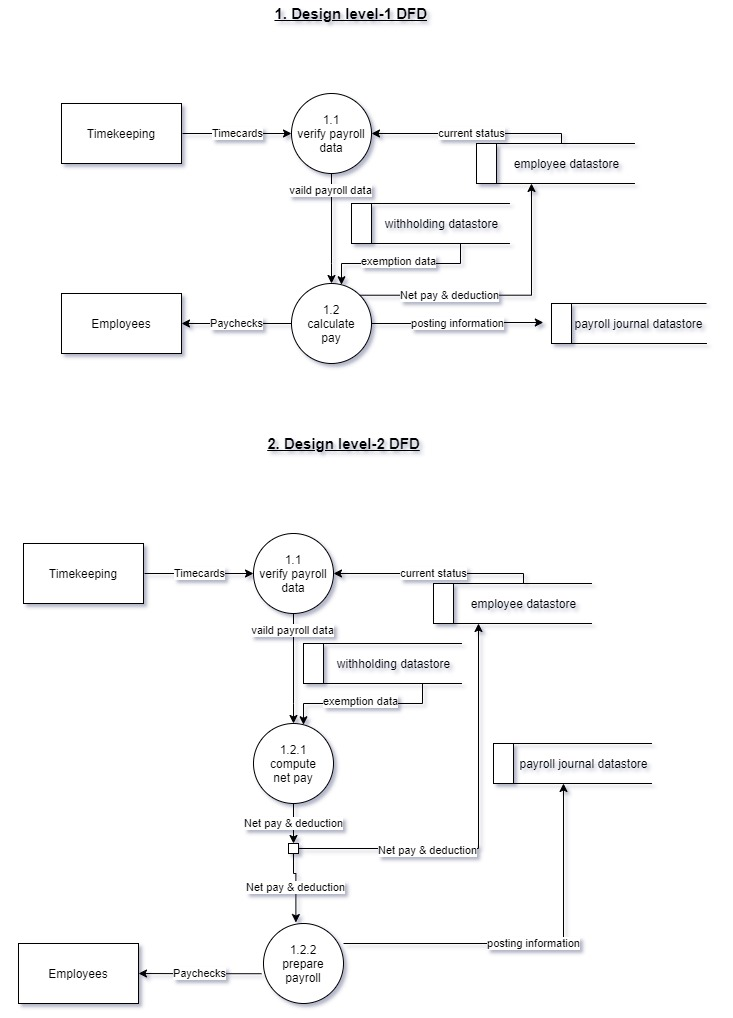 1. Design level-1 DFD
Timekeeping
Timecards
1.1
verify payroll
data
current status
employee datastore
vaild payroll data
withholding datastore
exemption data
Net pay & deduction
Employees
Paychecks
1.2
calculate
pay
posting information
payroll journal datastore
2. Design level-2 DFD
Timekeeping
Timecards
1.1
verify payroll
data
current status
employee datastore
vaild payroll data
withholding datastore
exemption data
1.2.1
compute
net pay
payroll journal datastore
Net pay & deduction
Net pay & deduction
Net pay & deduction
posting information
Employees
Paychecks
1.2.2
prepare
payroll